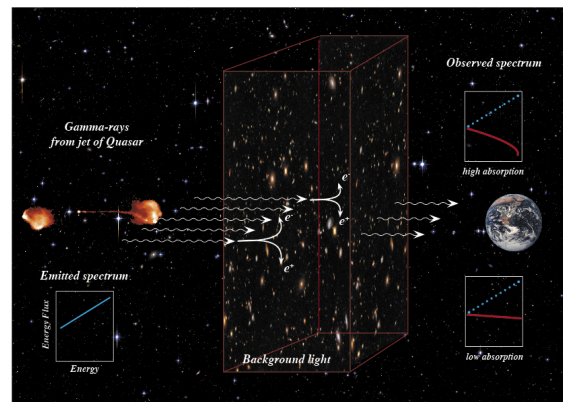 Observed spectrum
Gamma-rays
from jet of Quasar
high absorption
e-
e+
e-
e+
Emitted spectrum
Energy Flux
Energy
Background light
low absorption